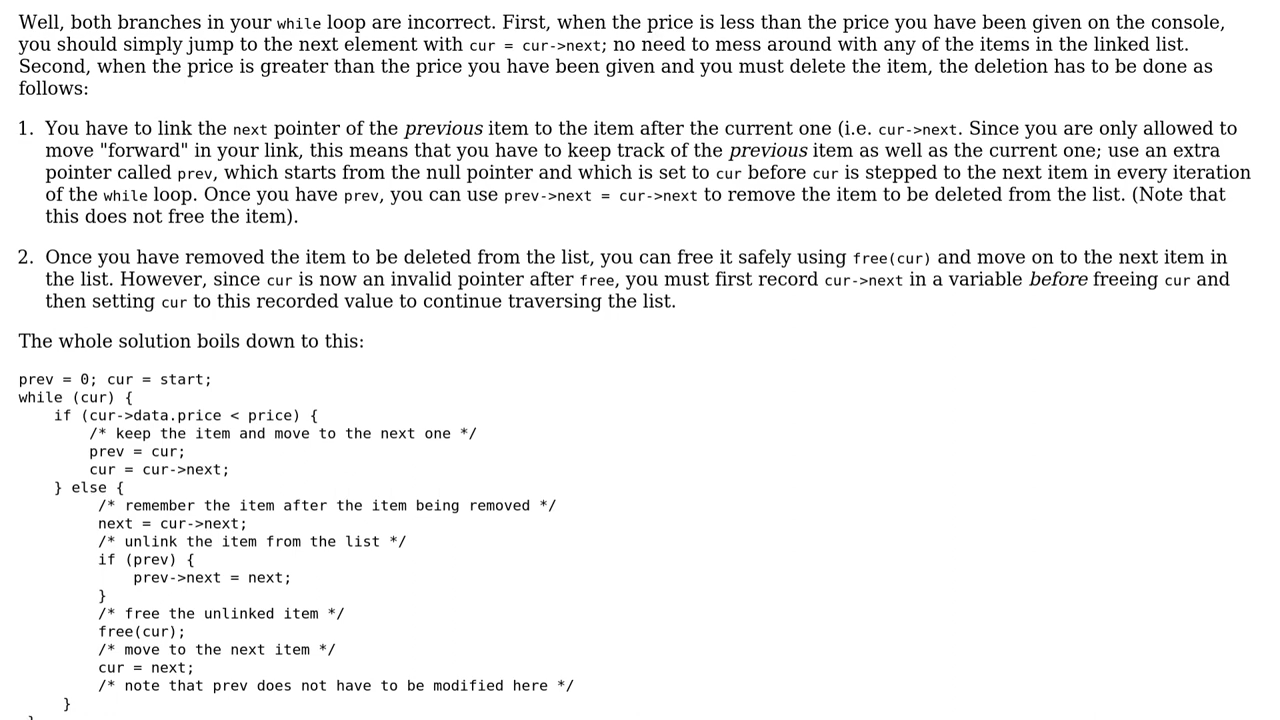 Well, both branches in your while loop are incorrect. First, when the price is less than the price you have been given on the console,
you should simply jump to the next element with cur = cur->next; no need to mess around with any of the items in the linked list.
Second, when the price is greater than the price you have been given and you must delete the item, the deletion has to be done as
follows:
1. You have to link the next pointer of the previous item to the item after the current one (i.e. cur->next. Since you are only allowed to
move "forward" in your link, this means that you have to keep track of the previous item as well as the current one; use an extra
pointer called prev, which starts from the null pointer and which is set to cur before cur is stepped to the next item in every iteration
of the while loop. Once you have prev, you can use prev->next = cur->next to remove the item to be deleted from the list. (Note that
this does not free the item).
2. Once you have removed the item to be deleted from the list, you can free it safely using free(cur) and move on to the next item in
the list. However, since cur is now an invalid pointer after free, you must first record cur->next in a variable before freeing cur and
then setting cur to this recorded value to continue traversing the list.
The whole solution boils down to this:
prev = 0; cur = start;
while (cur) {
    if (cur->data.price < price) {
        /* keep the item and move to the next one */
        prev = cur;
        cur = cur->next;
    } else {
         /* remember the item after the item being removed */
         next = cur->next;
         /* unlink the item from the list */
         if (prev) {
             prev->next = next;
         }
         /* free the unlinked item */
         free(cur);
         /* move to the next item */
         cur = next;
         /* note that prev does not have to be modified here */
     }